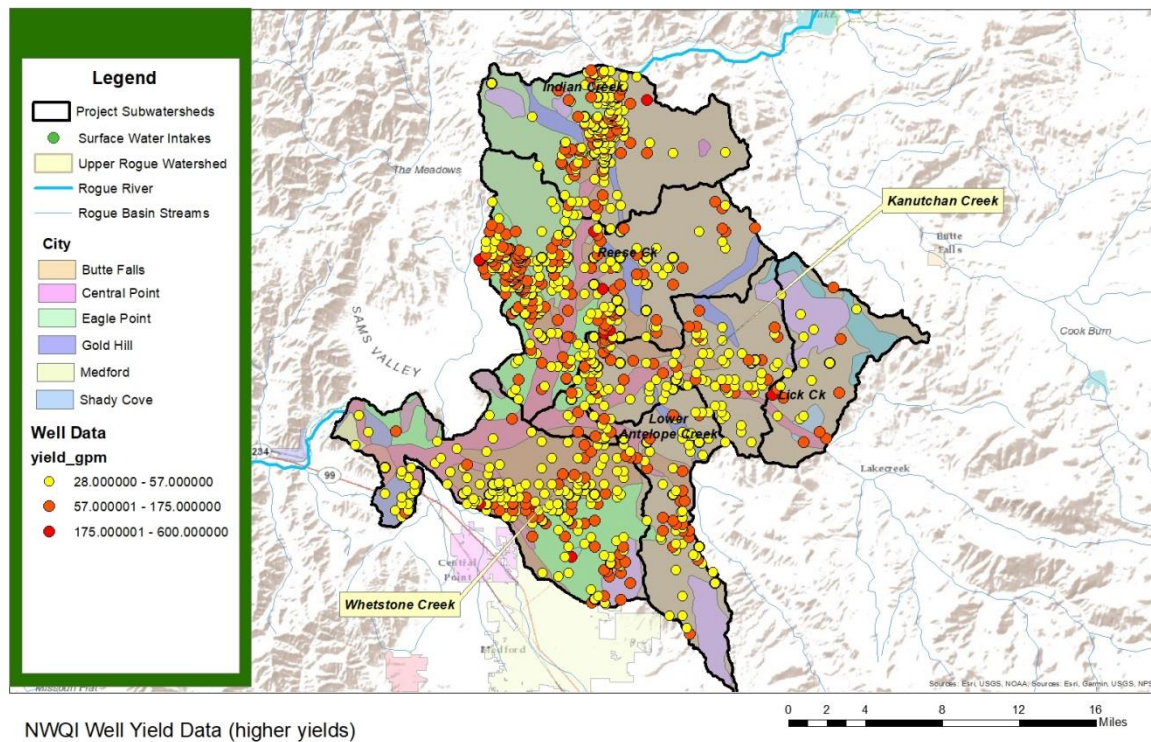 Legend
Project Subwatersheds
Surface Water Intakes
Upper Rogue Watershed
Rogue River
Rogue Basin Streams
City
Butte Falls
Central Point
Eagle Point
Gold Hill
Medford
Shady Cove
Well Data
yield_gpm
28.000000 - 57.000000
57.000001 - 175.000000
175.000001 - 600.000000
Indian Creek
The Meadows
Kanutchan Creek
Butte
Falls
Reese Ck
SAMS VALLEY
Cook Burn
Lick Ck
Lower
Antelope Creek
234
99
Lakecreek
Central
Point
Whetstone Creek
Medford
Sources: Esri, USGS, NOAA, Sources: Esri, Garmin, USGS, NPS
NWQI Well Yield Data (higher yields)
0 2 4 8 12 16
Miles